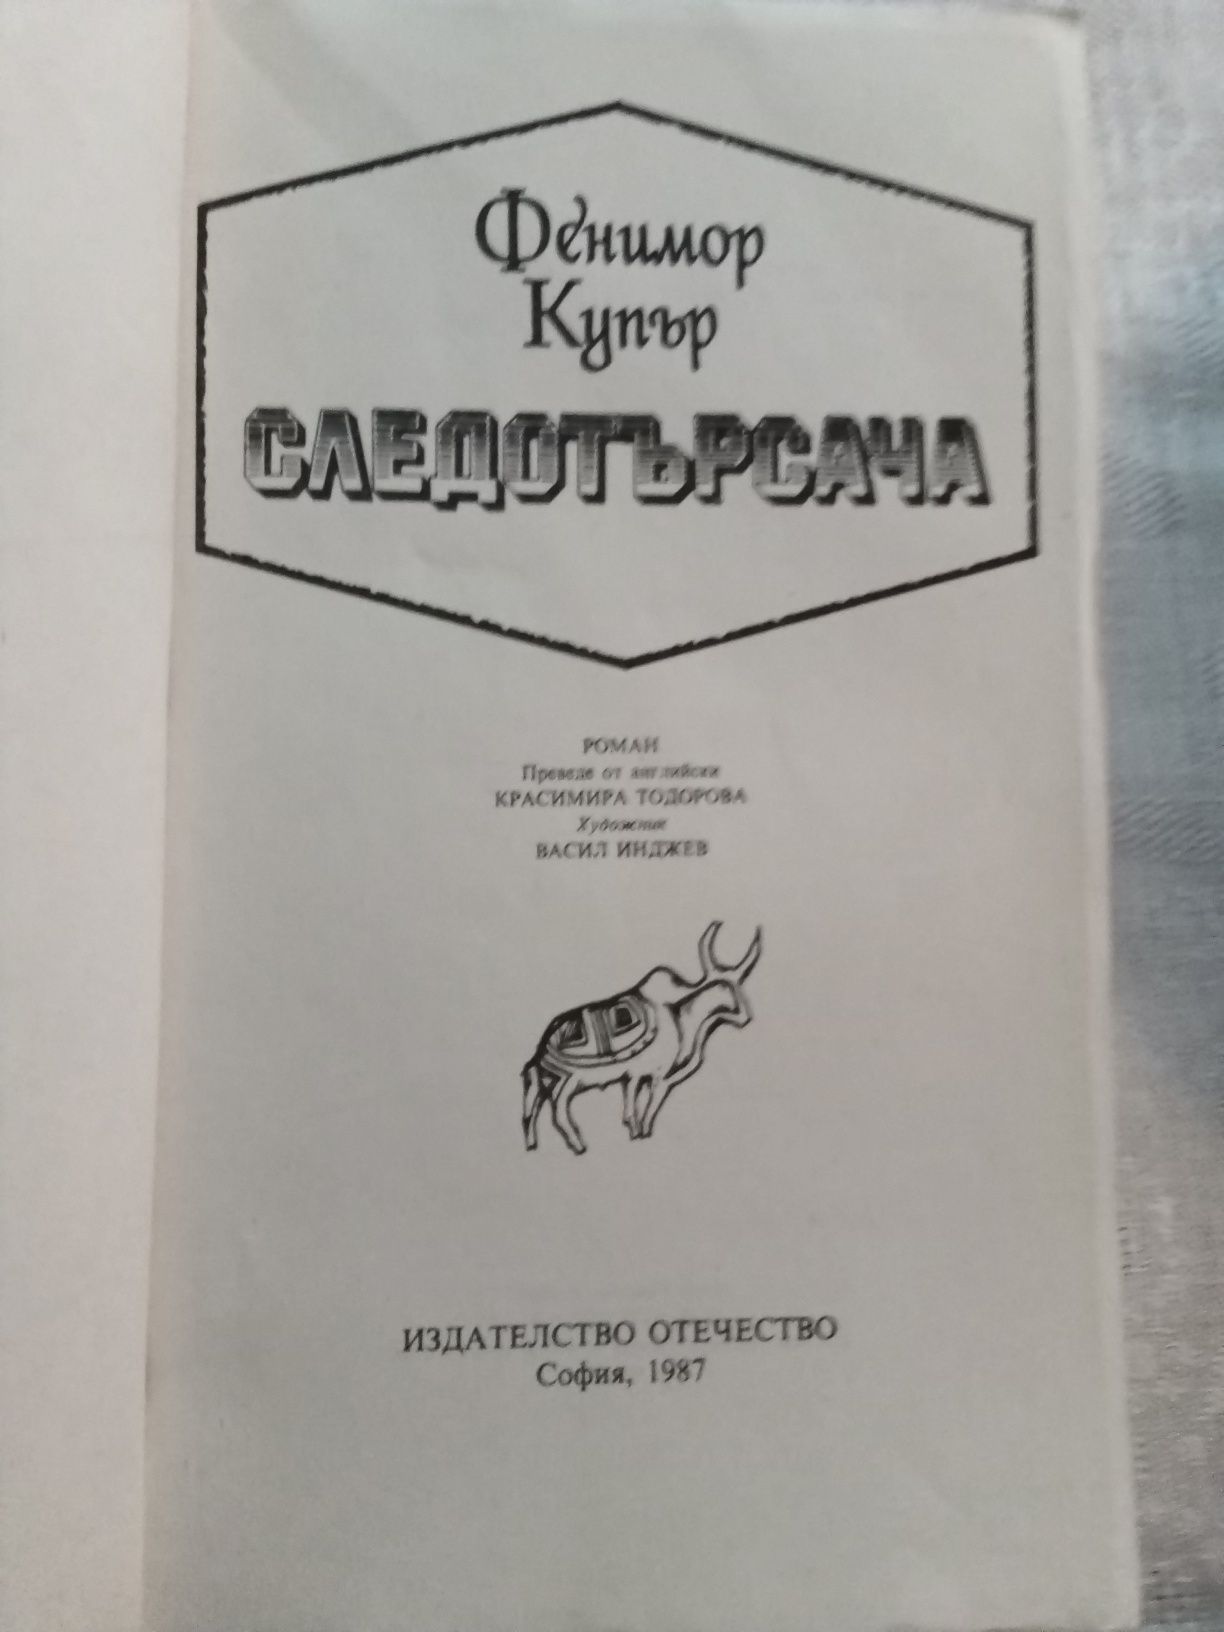 Фенимор
Купър
СЛЕДОТЪРСАЧА
РОМАН
Преведе от английски
КРАСИМИРА ТОДОРОВА
Художник
ВАСИЛ ИНДЖЕВ
ИЗДАТЕЛСТВО ОТЕЧЕСТВО
София, 1987